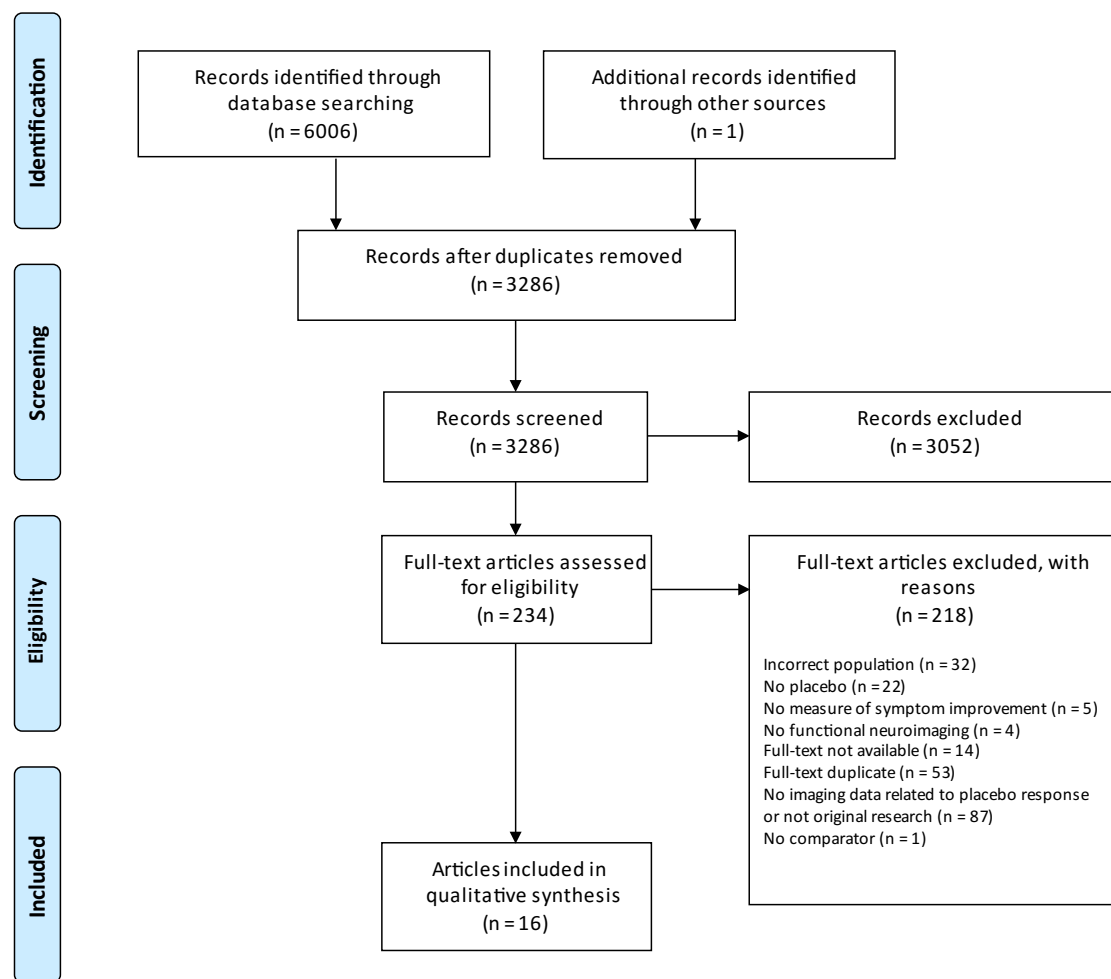 Identification
Records identified through
database searching
(n = 6006)
Additional records identified
through other sources
(n = 1)
Records after duplicates removed
(n = 3286)
Screening
Records screened
(n = 3286)
Records excluded
(n = 3052)
Eligibility
Full-text articles assessed
for eligibility
(n = 234)
Full-text articles excluded, with
reasons
(n = 218)
Incorrect population (n = 32)
No placebo (n = 22)
No measure of symptom improvement (n = 5)
No functional neuroimaging (n = 4)
Full-text not available (n = 14)
Full-text duplicate (n = 53)
No imaging data related to placebo response
or not original research (n = 87)
No comparator (n = 1)
Included
Articles included in
qualitative synthesis
(n = 16)